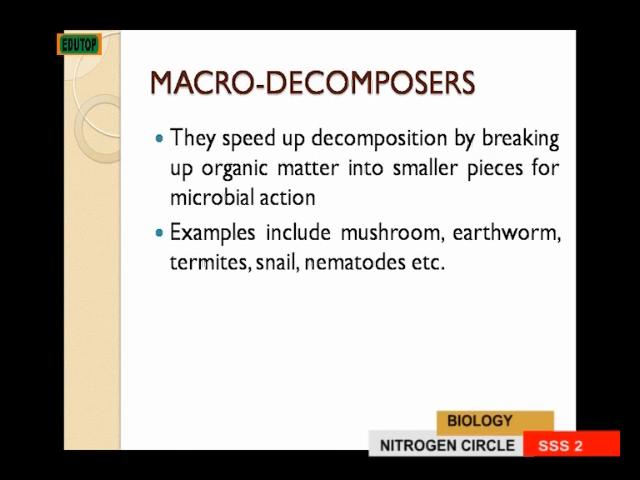 EDUTOP
MACRO-DECOMPOSERS
• They speed up decomposition by breaking
up organic matter into smaller pieces for
microbial action
• Examples include mushroom, earthworm,
termites, snail, nematodes etc.
BIOLOGY
NITROGEN CIRCLE SSS 2